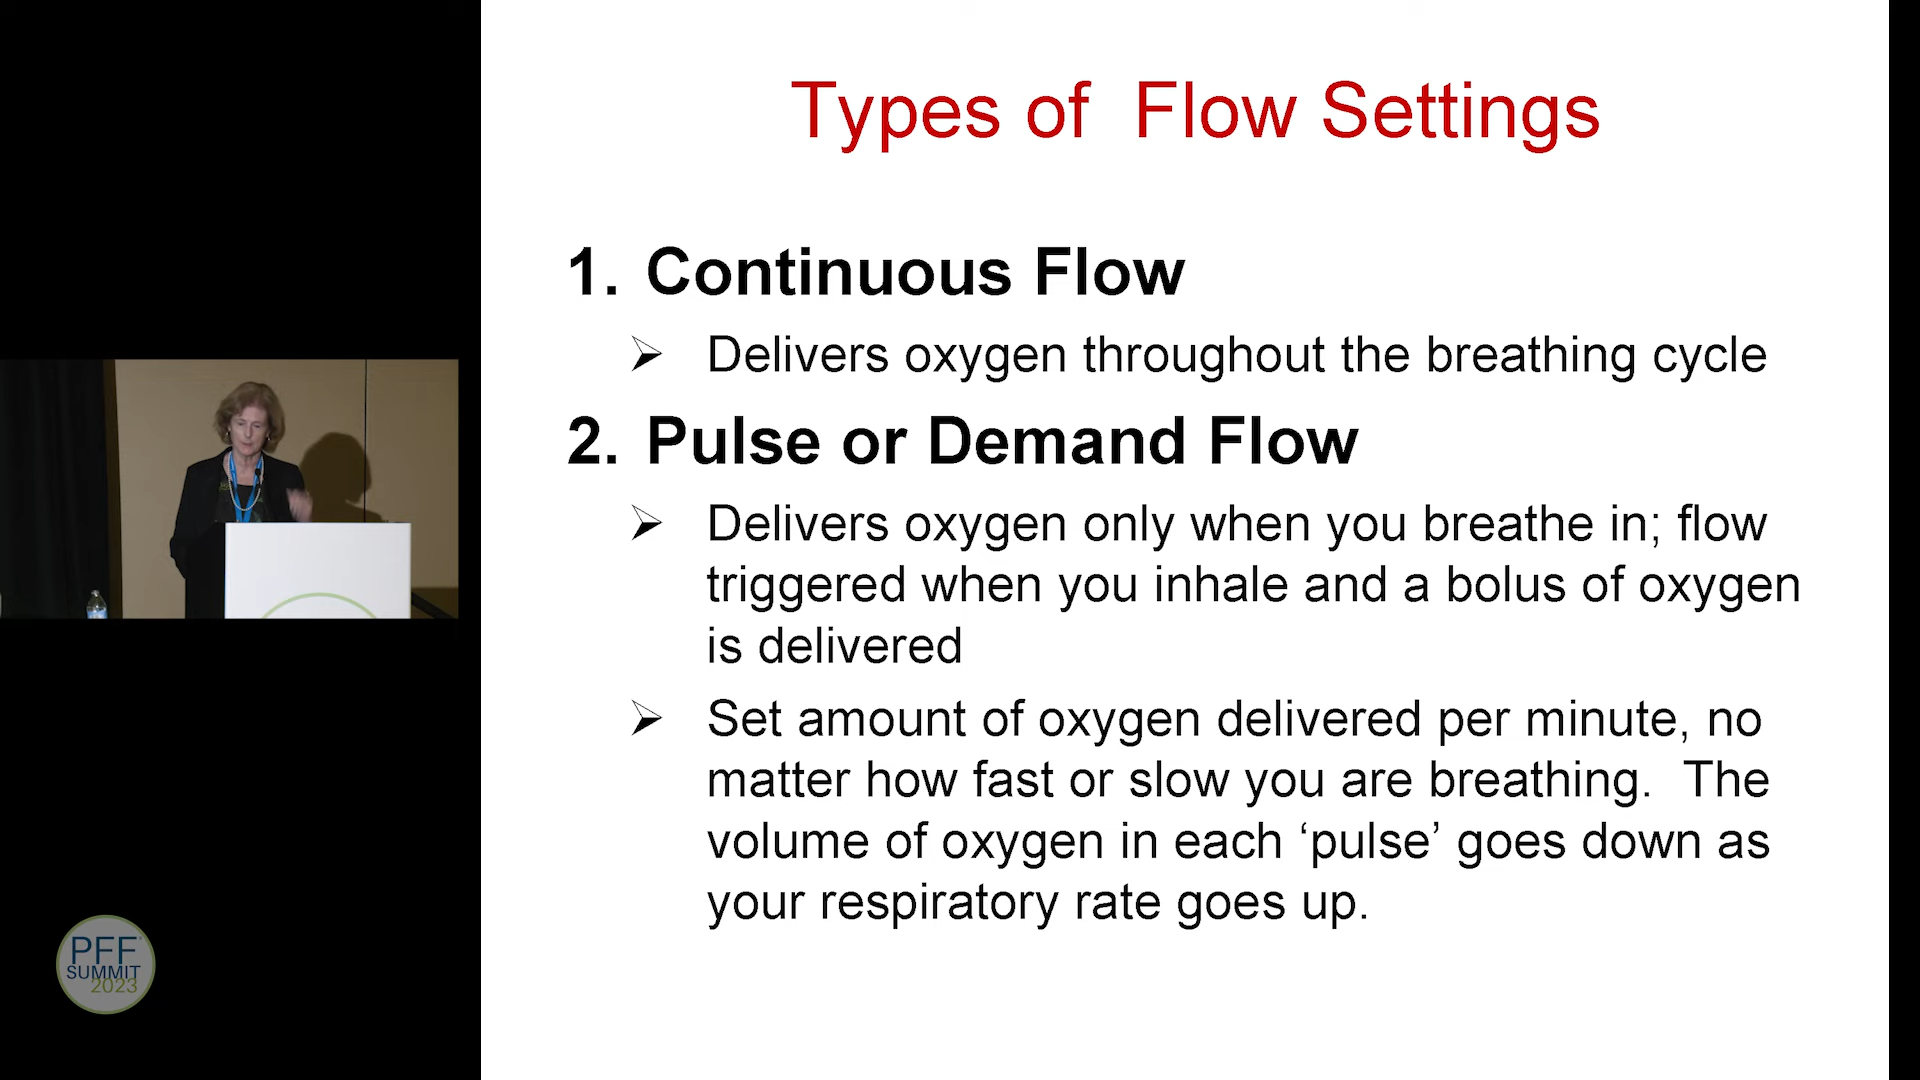 Types of  Flow Settings
1. Continuous Flow
➢ Delivers oxygen throughout the breathing cycle
2. Pulse or Demand Flow
➢ Delivers oxygen only when you breathe in; flow
triggered when you inhale and a bolus of oxygen
is delivered
➢ Set amount of oxygen delivered per minute, no
matter how fast or slow you are breathing.  The
volume of oxygen in each ‘pulse’ goes down as
your respiratory rate goes up.
PFF
SUMMIT
2023